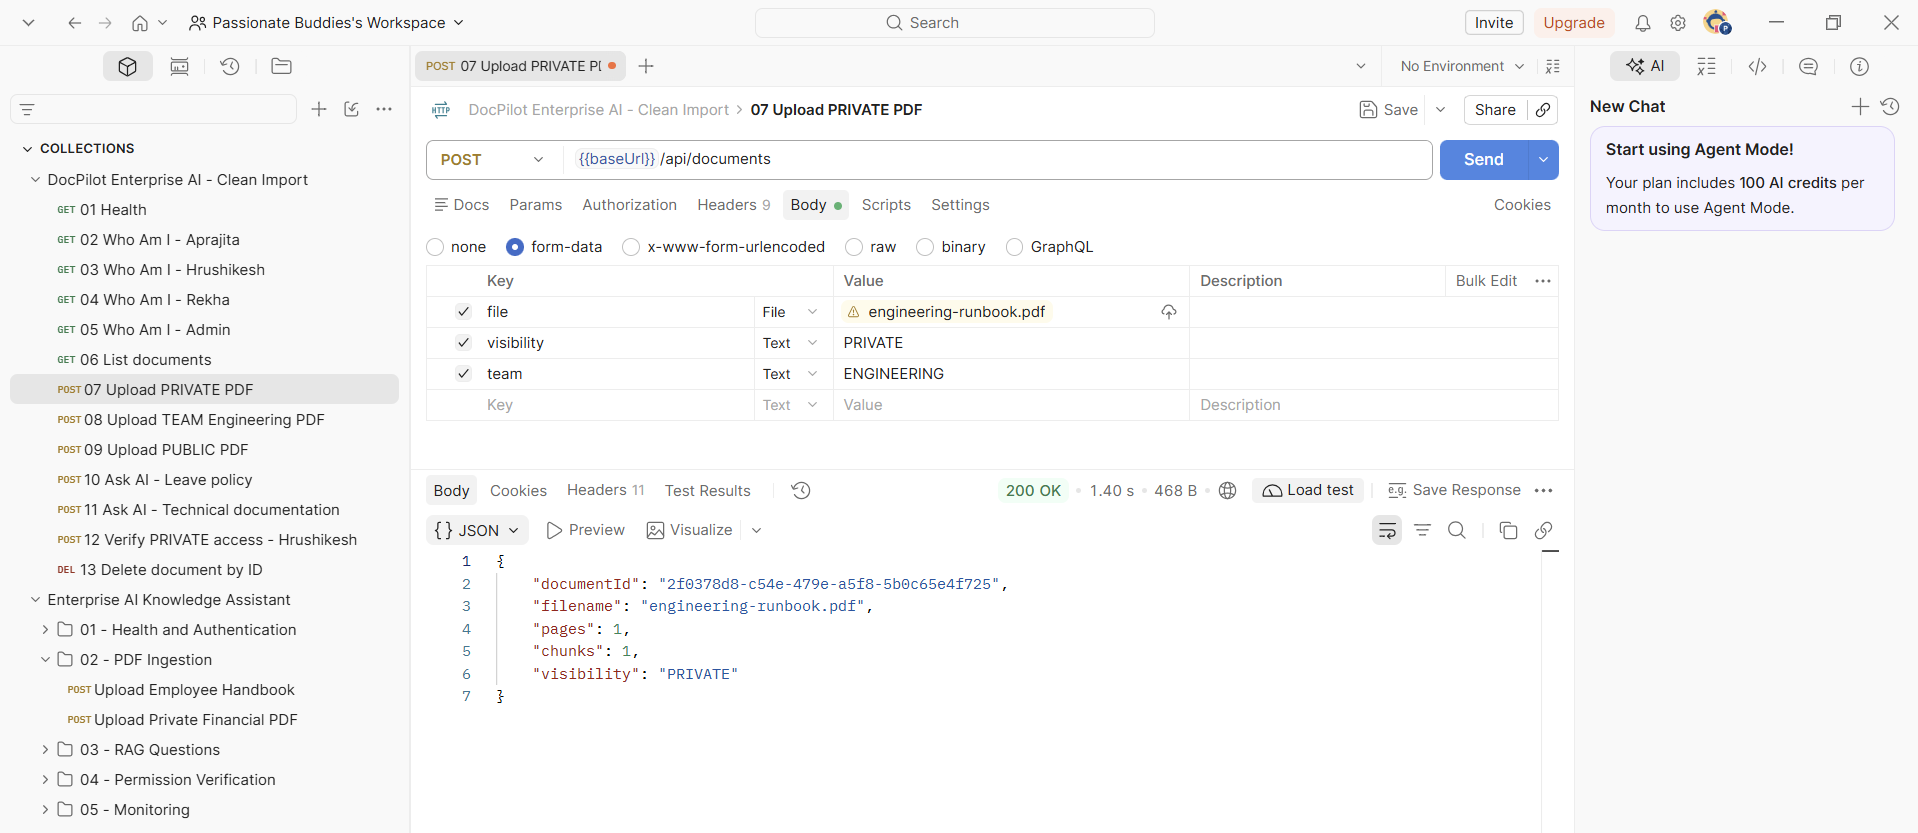 Passionate Buddies's Workspace
Search
Invite
Upgrade
POST 07 Upload PRIVATE P
No Environment
AI
HTTP
DocPilot Enterprise AI - Clean Import > 07 Upload PRIVATE PDF
Save
Share
New Chat
COLLECTIONS
DocPilot Enterprise AI - Clean Import
GET 01 Health
GET 02 Who Am I - Aprajita
GET 03 Who Am I - Hrushikesh
GET 04 Who Am I - Rekha
GET 05 Who Am I - Admin
GET 06 List documents
POST 07 Upload PRIVATE PDF
POST 08 Upload TEAM Engineering PDF
POST 09 Upload PUBLIC PDF
POST 10 Ask AI - Leave policy
POST 11 Ask AI - Technical documentation
POST 12 Verify PRIVATE access - Hrushikesh
DEL 13 Delete document by ID
Enterprise AI Knowledge Assistant
01 - Health and Authentication
02 - PDF Ingestion
POST Upload Employee Handbook
POST Upload Private Financial PDF
03 - RAG Questions
04 - Permission Verification
05 - Monitoring
POST
{{baseUrl}} /api/documents
Send
Docs
Params
Authorization
Headers 9
Body
Scripts
Settings
Cookies
none
form-data
x-www-form-urlencoded
raw
binary
GraphQL
Key
Value
Description
Bulk Edit
file
File
engineering-runbook.pdf
visibility
Text
PRIVATE
team
Text
ENGINEERING
Key
Text
Value
Description
Body
Cookies
Headers 11
Test Results
200 OK
1.40 s
468 B
Load test
e.g. Save Response
{} JSON
Preview
Visualize
1 {
2 "documentId": "2f0378d8-c54e-479e-a5f8-5b0c65e4f725",
3 "filename": "engineering-runbook.pdf",
4 "pages": 1,
5 "chunks": 1,
6 "visibility": "PRIVATE"
7 }
Start using Agent Mode!
Your plan includes 100 AI credits per
month to use Agent Mode.